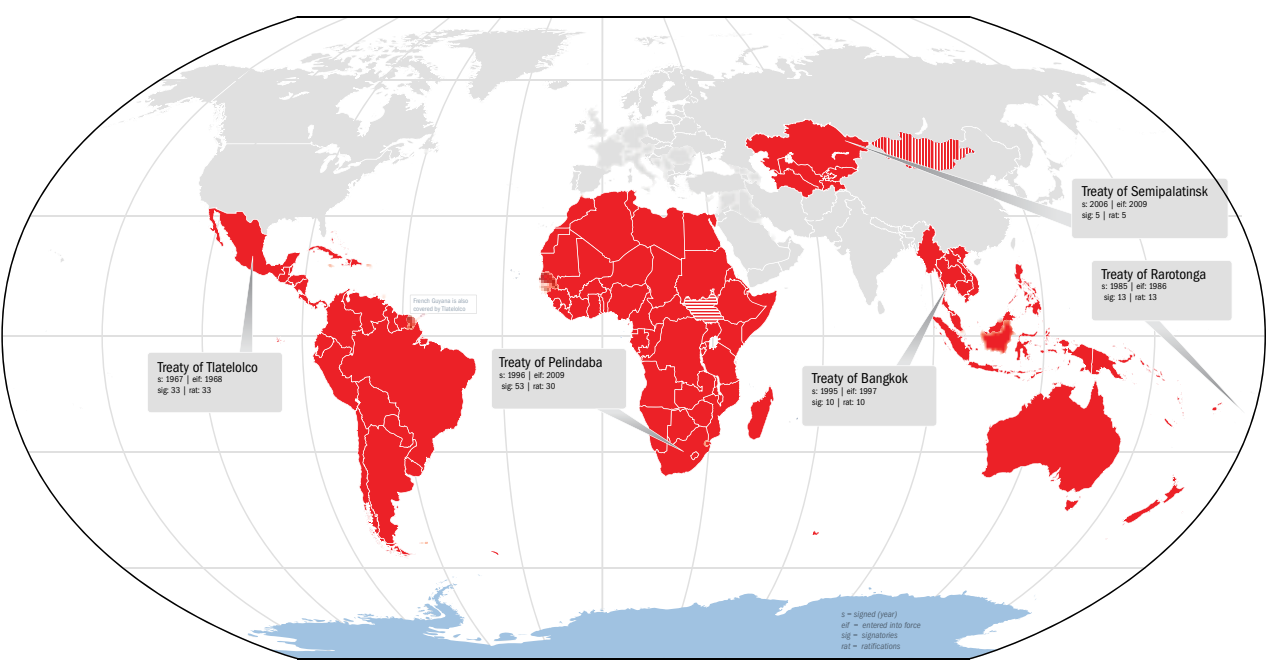 Treaty of Semipalatinsk
s: 2006 | eif: 2009
sig: 5 | rat: 5
Treaty of Rarotonga
s: 1985 | eif: 1986
sig: 13 | rat: 13
French Guyana is also
covered by Tlatelolco
Treaty of Tlatelolco
s: 1967 | eif: 1968
sig: 33 | rat: 33
Treaty of Pelindaba
s: 1996 | eif: 2009
sig: 53 | rat: 30
Treaty of Bangkok
s: 1995 | eif: 1997
sig: 10 | rat: 10
s = signed (year)
eif = entered into force
sig = signatories
rat = ratifications